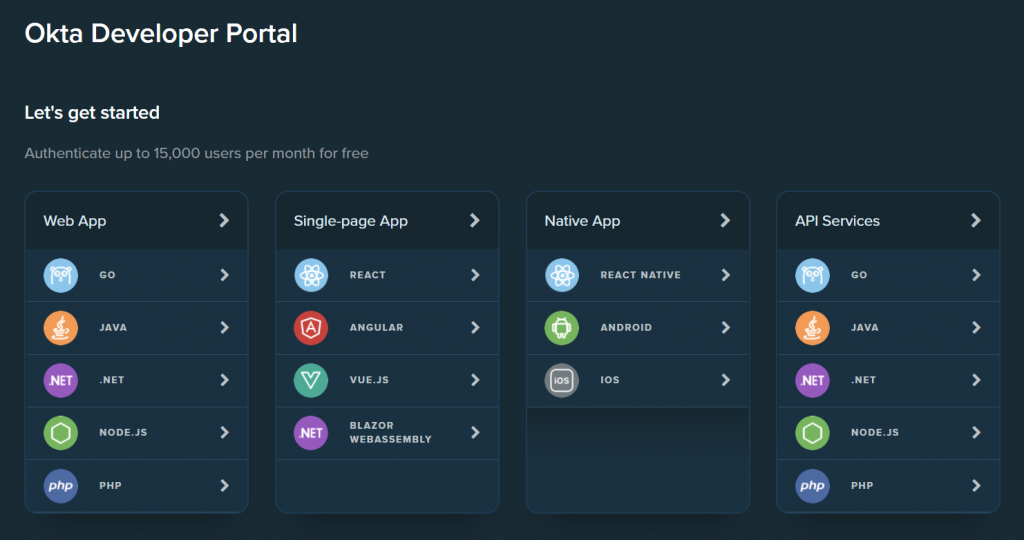 Okta Developer Portal
Let's get started
Authenticate up to 15,000 users per month for free
Web App
GO
JAVA
.NET .NET
NODE.JS
php PHP
Single-page App
REACT
ANGULAR
VUE.JS
.NET BLAZOR
WEBASSEMBLY
Native App
REACT NATIVE
ANDROID
iOS IOS
API Services
GO
JAVA
.NET .NET
NODE.JS
php PHP